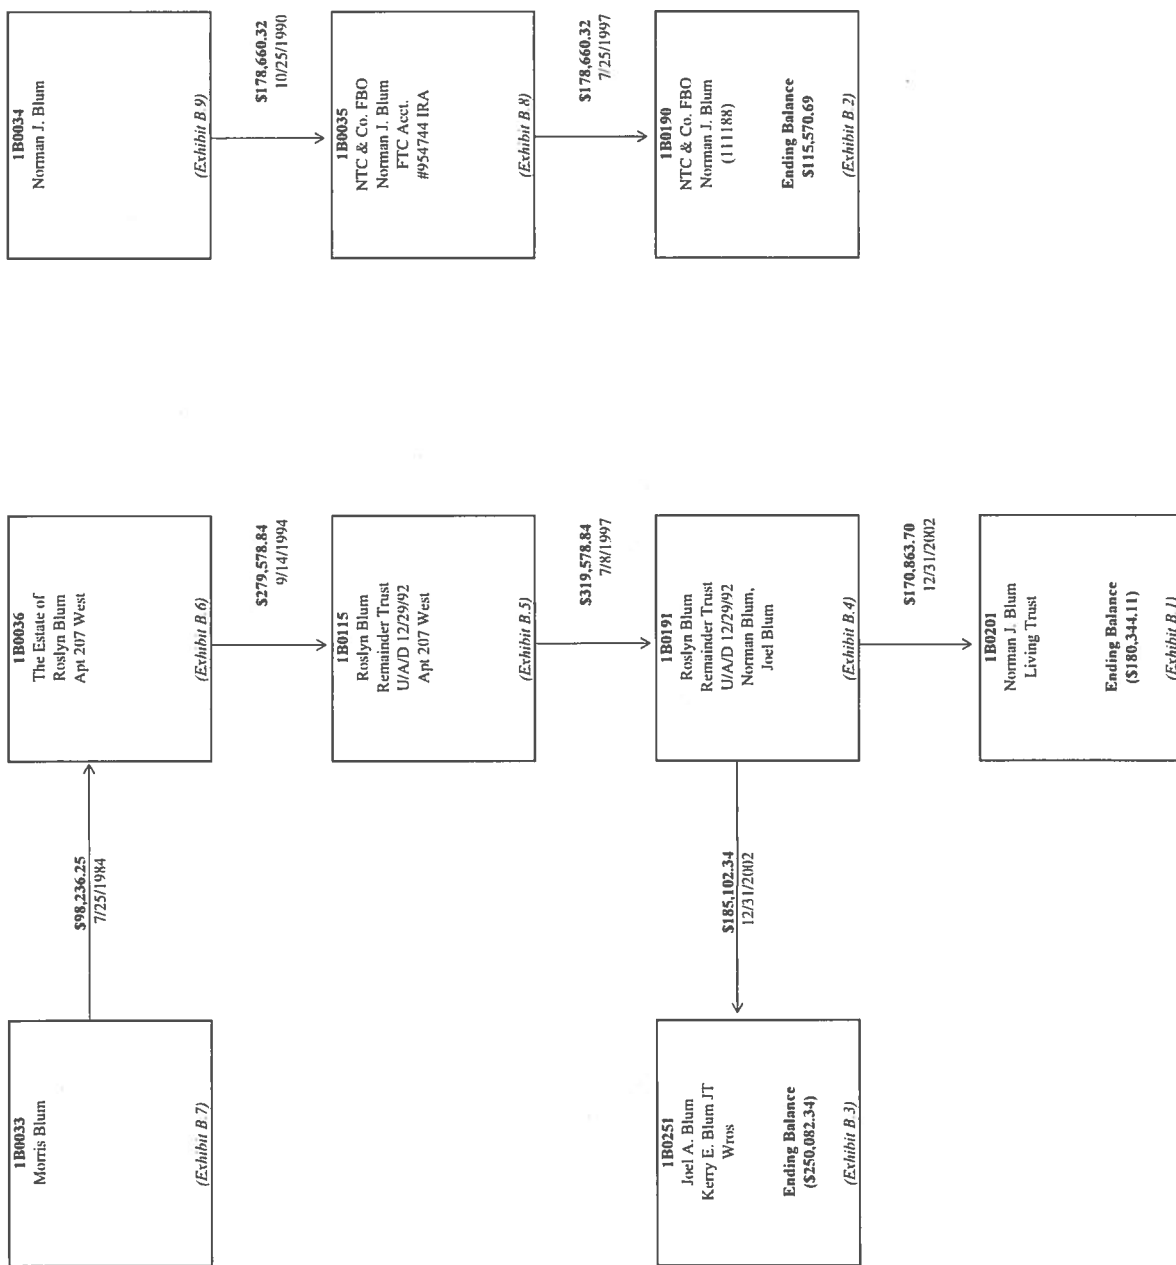 1B0033
Morris Blum
(Exhibit B.7)
$98,236.25
7/25/1984
1B0036
The Estate of
Roslyn Blum
Apt 207 West
(Exhibit B.6)
$279,578.84
9/14/1994
1B0115
Roslyn Blum
Remainder Trust
U/A/D 12/29/92
Apt 207 West
(Exhibit B.5)
$319,578.84
7/8/1997
1B0191
Roslyn Blum
Remainder Trust
U/A/D 12/29/92
Norman Blum,
Joel Blum
(Exhibit B.4)
$185,102.34
12/31/2002
1B0251
Joel A. Blum
Kerry E. Blum JT
Wros
Ending Balance
($250,082.34)
(Exhibit B.3)
$170,863.70
12/31/2002
1B0201
Norman J. Blum
Living Trust
Ending Balance
($180,344.11)
(Exhibit B.1)
1B0034
Norman J. Blum
(Exhibit B.9)
$178,660.32
10/25/1990
1B0035
NTC & Co. FBO
Norman J. Blum
FTC Acct.
#954744 IRA
(Exhibit B.8)
$178,660.32
7/25/1997
1B0190
NTC & Co. FBO
Norman J. Blum
(111188)
Ending Balance
$115,570.69
(Exhibit B.2)